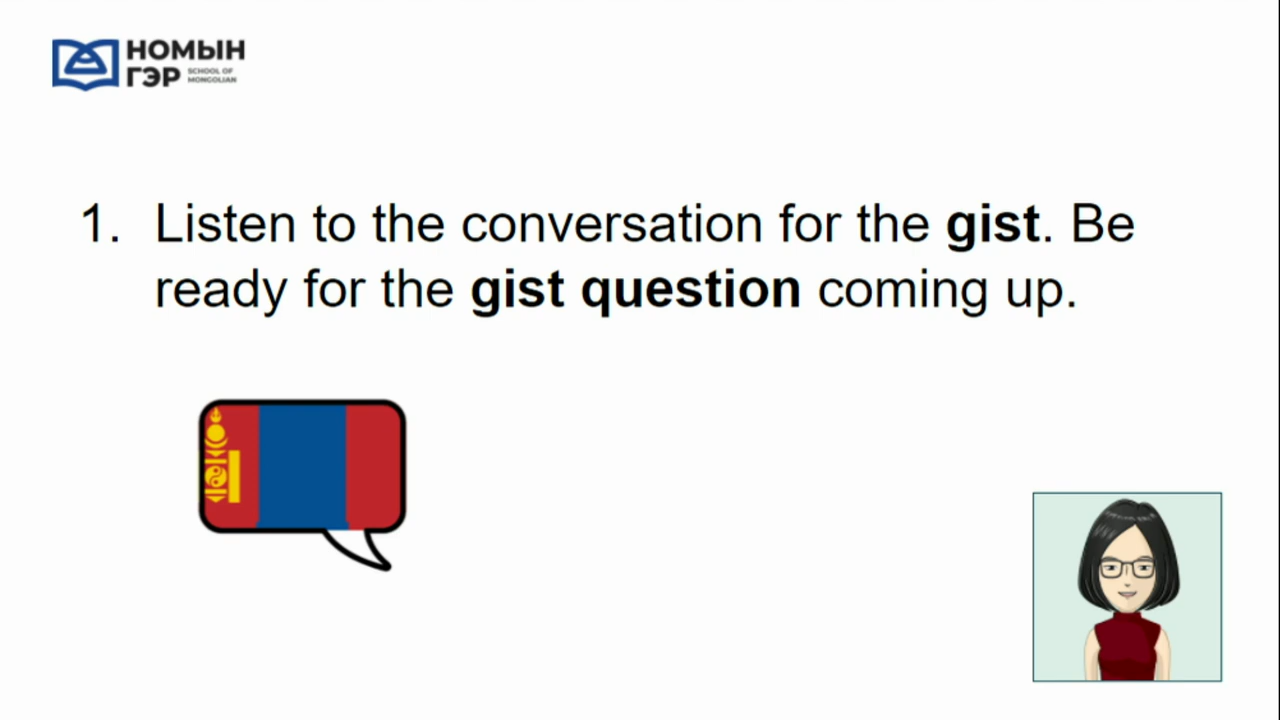 НОМЫН
ГЭР SCHOOL OF
MONGOLIAN
1. Listen to the conversation for the gist. Be
ready for the gist question coming up.